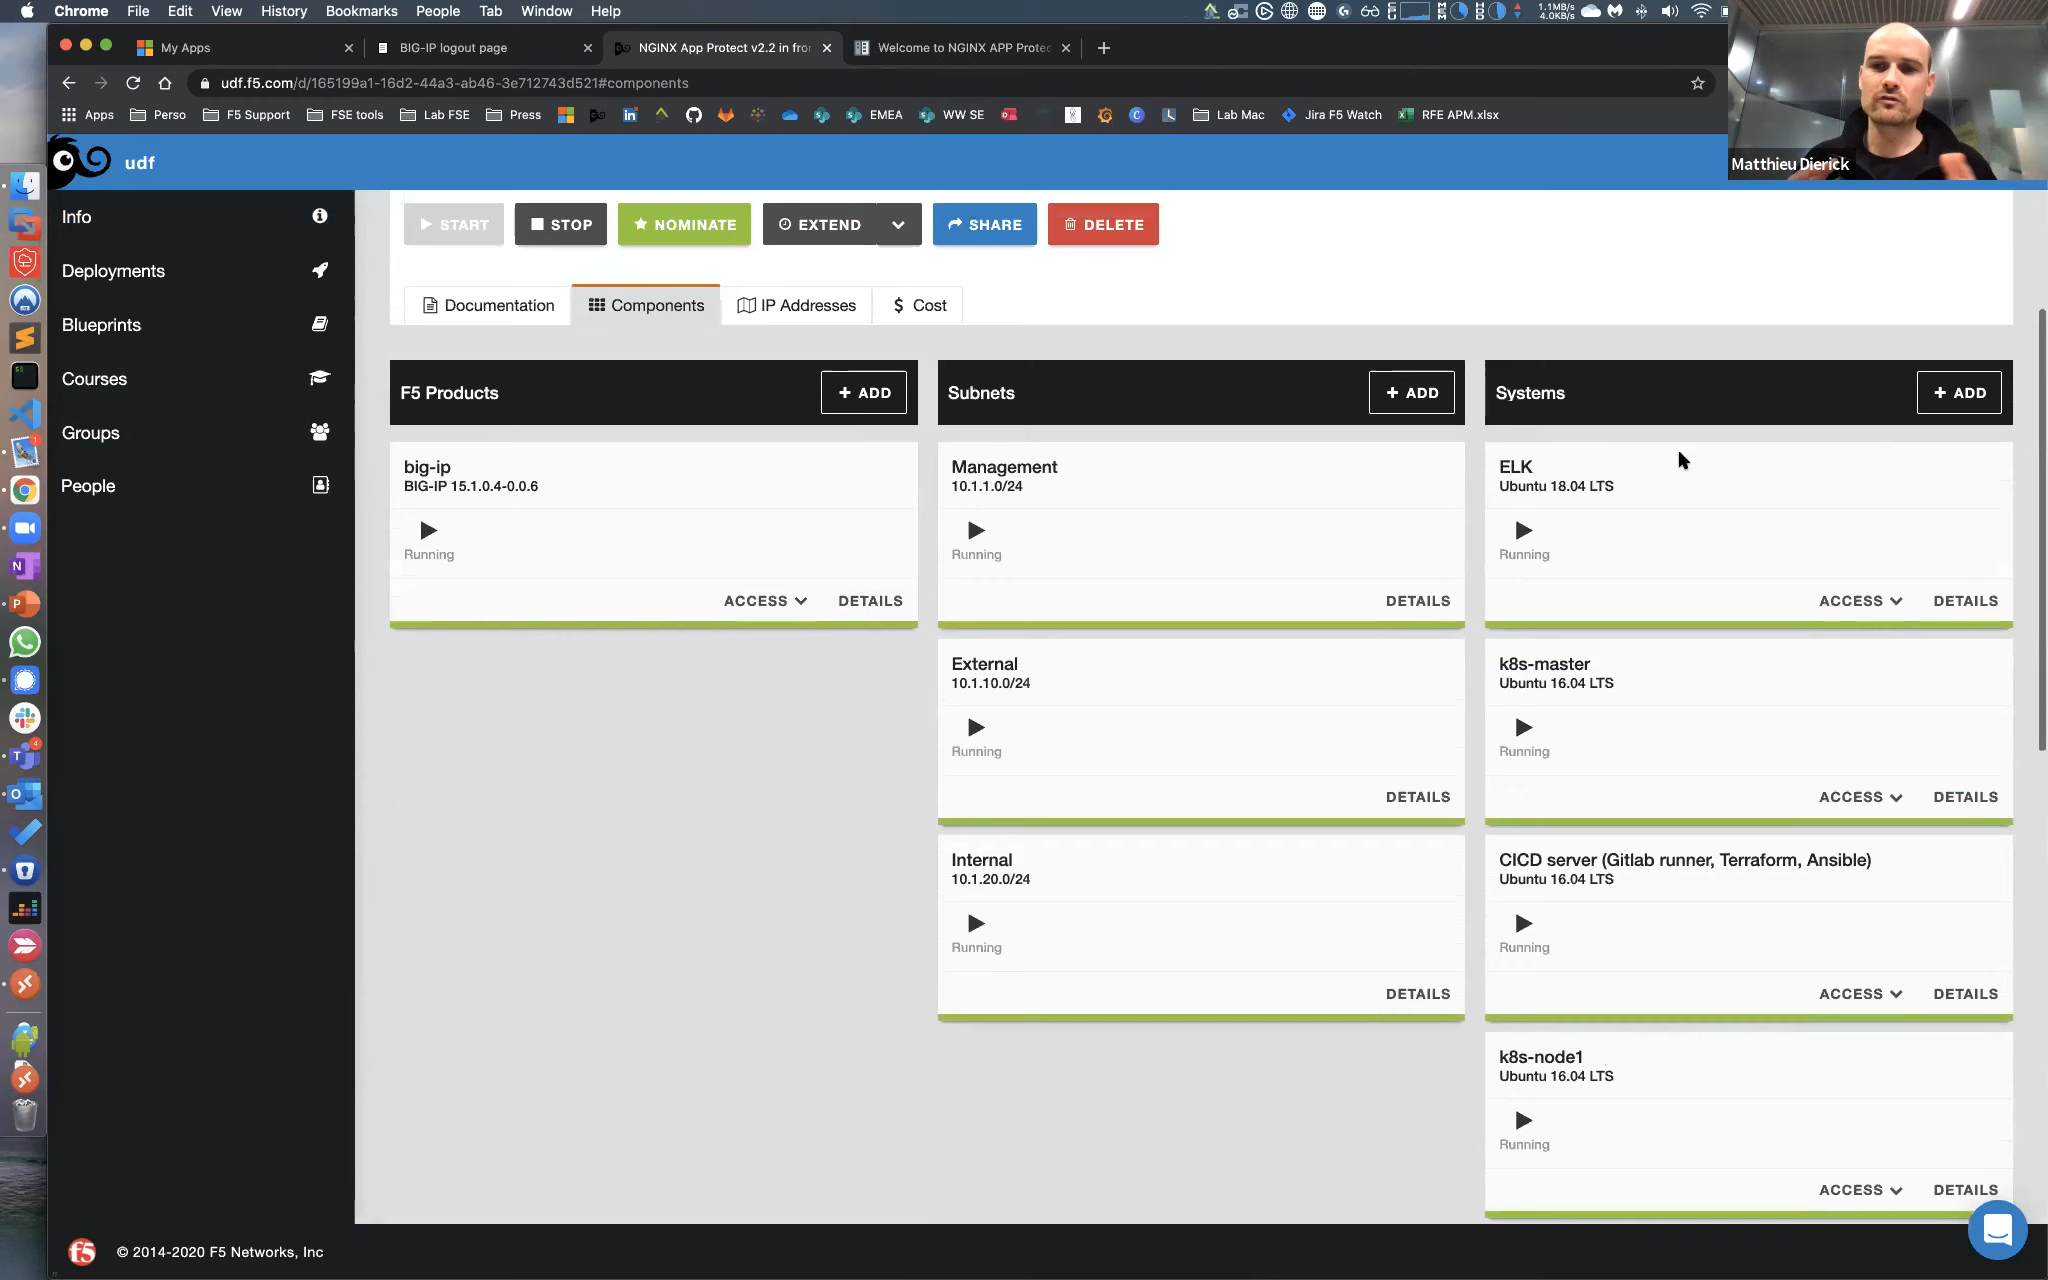 Chrome File Edit View History Bookmarks People Tab Window Help
1.1MB/s
4.0KB/s
My Apps
BIG-IP logout page
NGINX App Protect v2.2 in fro
Welcome to NGINX APP Protec
udf.f5.com/d/165199a1-16d2-44a3-ab46-3e712743d521#components
Apps Perso F5 Support FSE tools Lab FSE Press EMEA WW SE Lab Mac Jira F5 Watch RFE APM.xlsx
Matthieu Dierick
udf
Info
Deployments
Blueprints
Courses
Groups
People
START STOP NOMINATE EXTEND SHARE DELETE
Documentation Components IP Addresses $ Cost
F5 Products + ADD
big-ip
BIG-IP 15.1.0.4-0.0.6
Running
ACCESS DETAILS
Subnets + ADD
Management
10.1.1.0/24
Running
DETAILS
External
10.1.10.0/24
Running
DETAILS
Internal
10.1.20.0/24
Running
DETAILS
Systems + ADD
ELK
Ubuntu 18.04 LTS
Running
ACCESS DETAILS
k8s-master
Ubuntu 16.04 LTS
Running
ACCESS DETAILS
CICD server (Gitlab runner, Terraform, Ansible)
Ubuntu 16.04 LTS
Running
ACCESS DETAILS
k8s-node1
Ubuntu 16.04 LTS
Running
ACCESS DETAILS
f5
© 2014-2020 F5 Networks, Inc